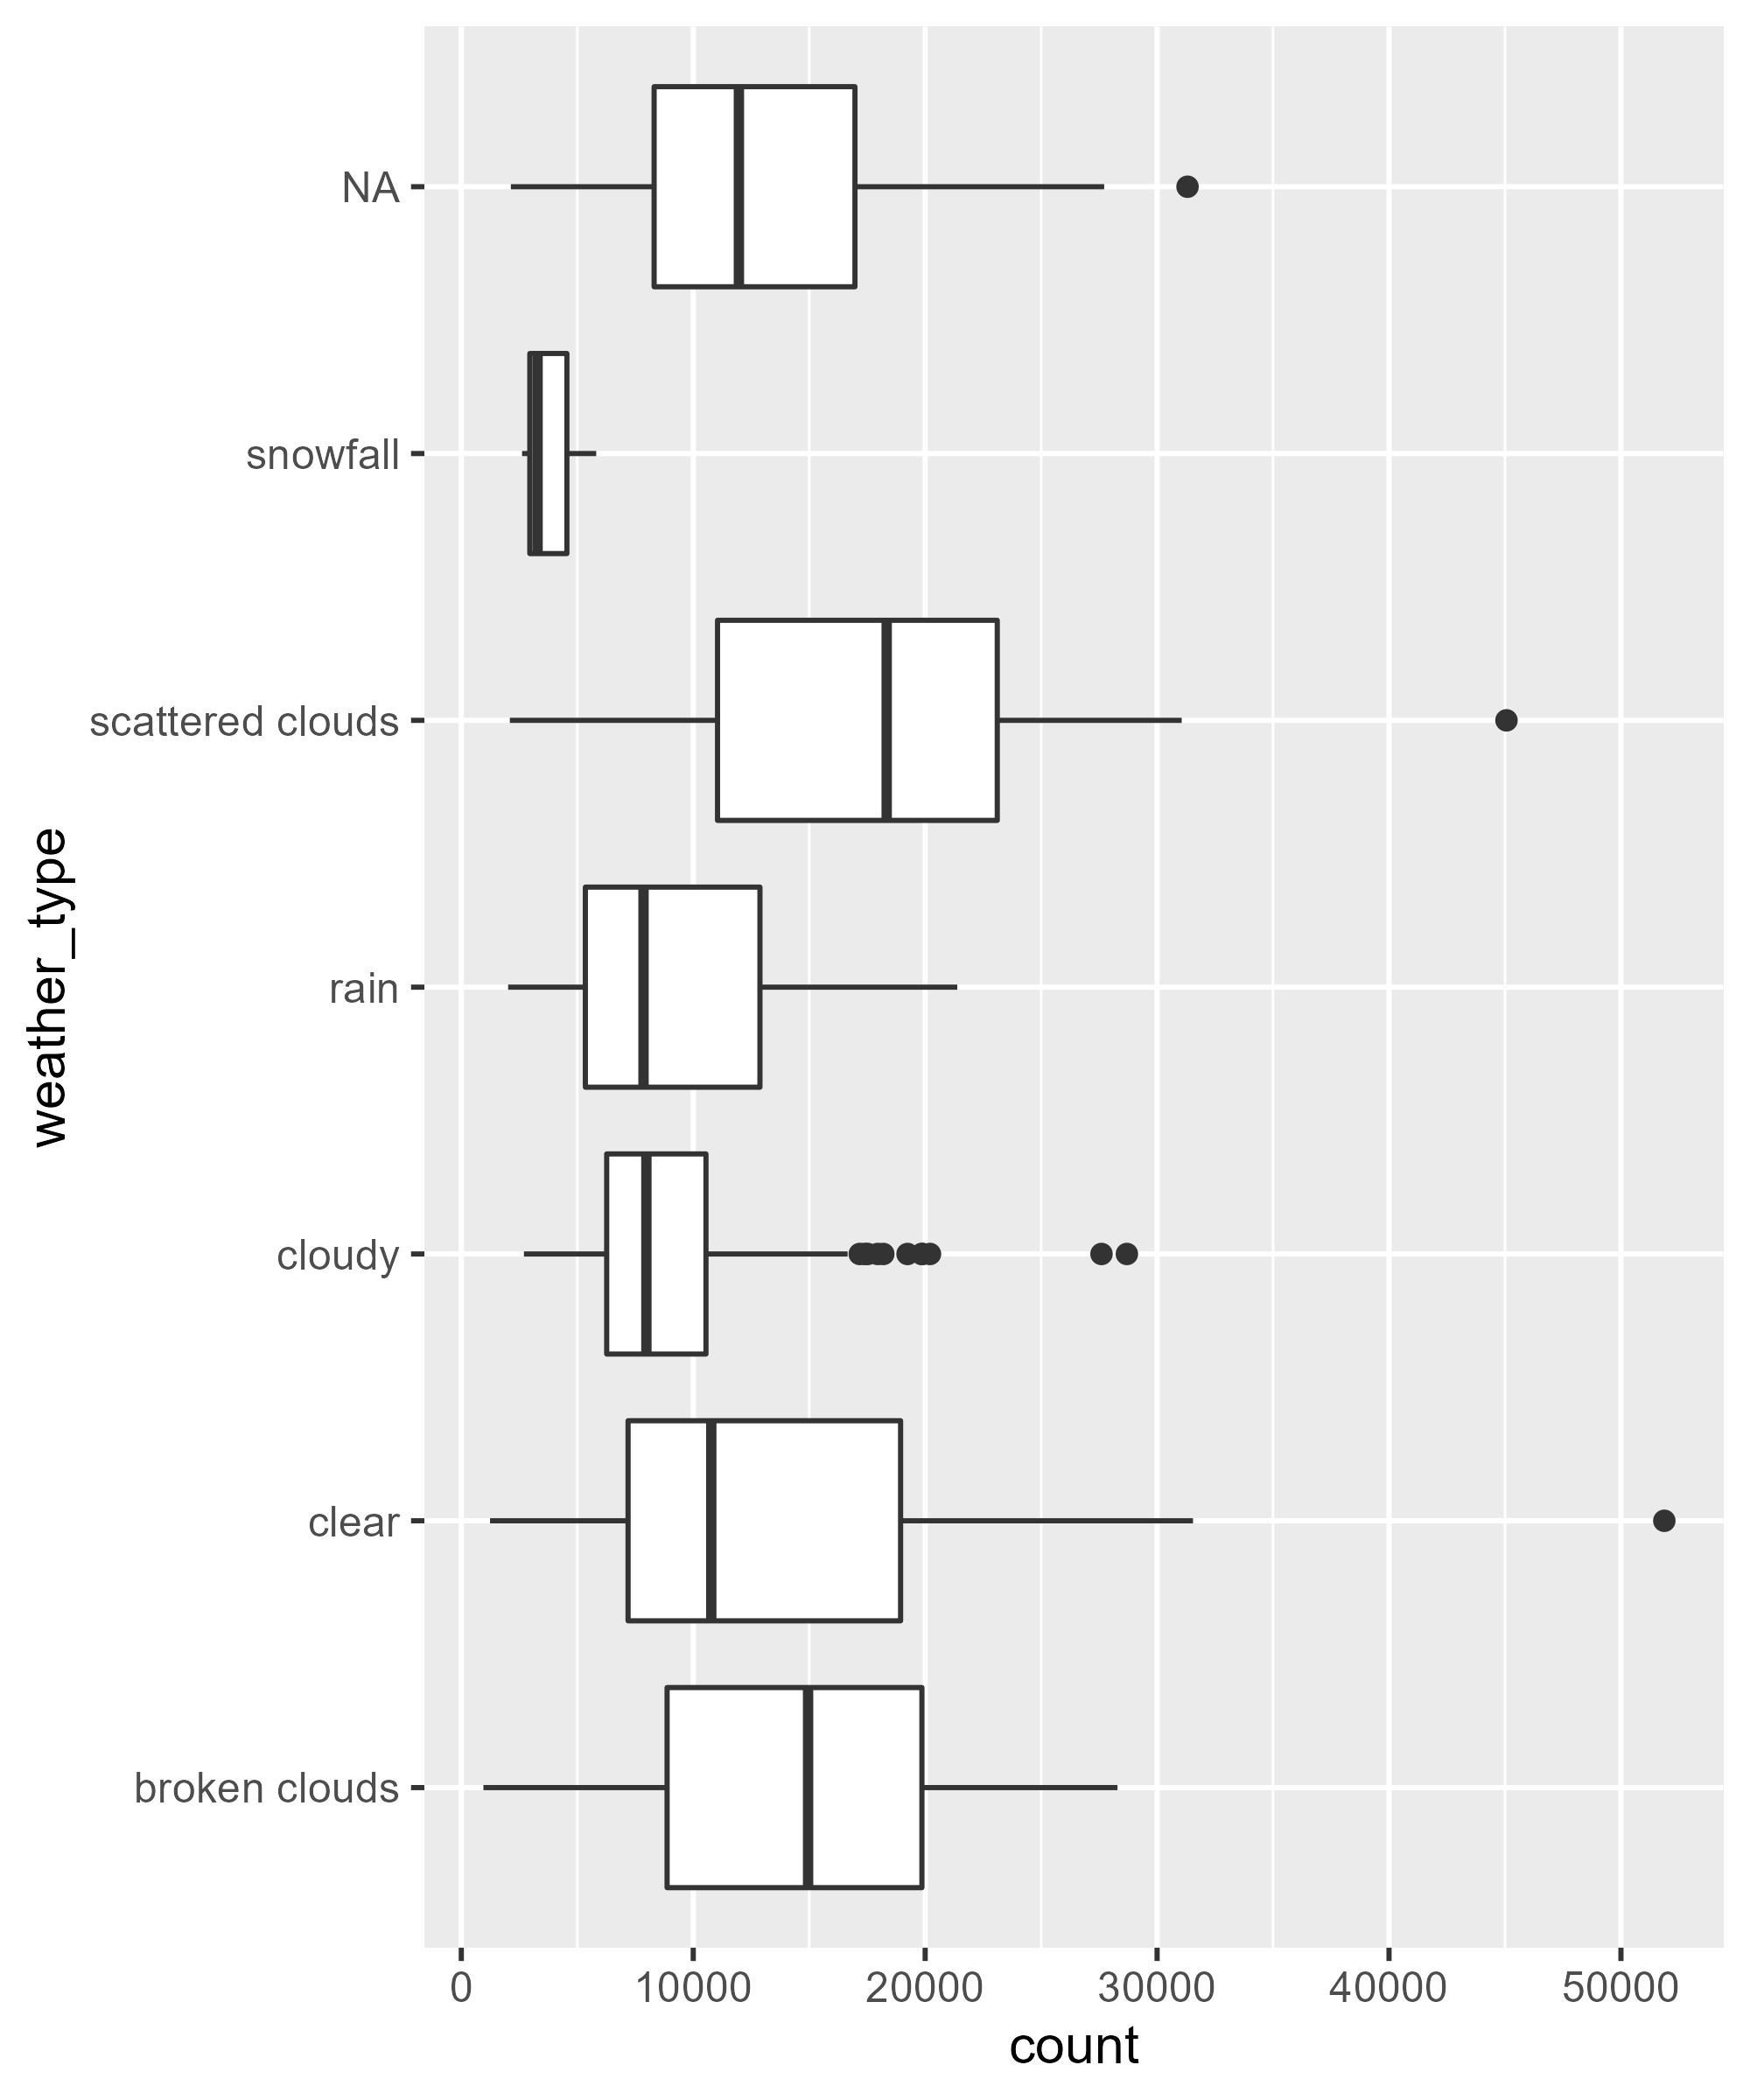 weather_type
NA
snowfall
scattered clouds
rain
cloudy
clear
broken clouds
0 10000 20000 30000 40000 50000
count